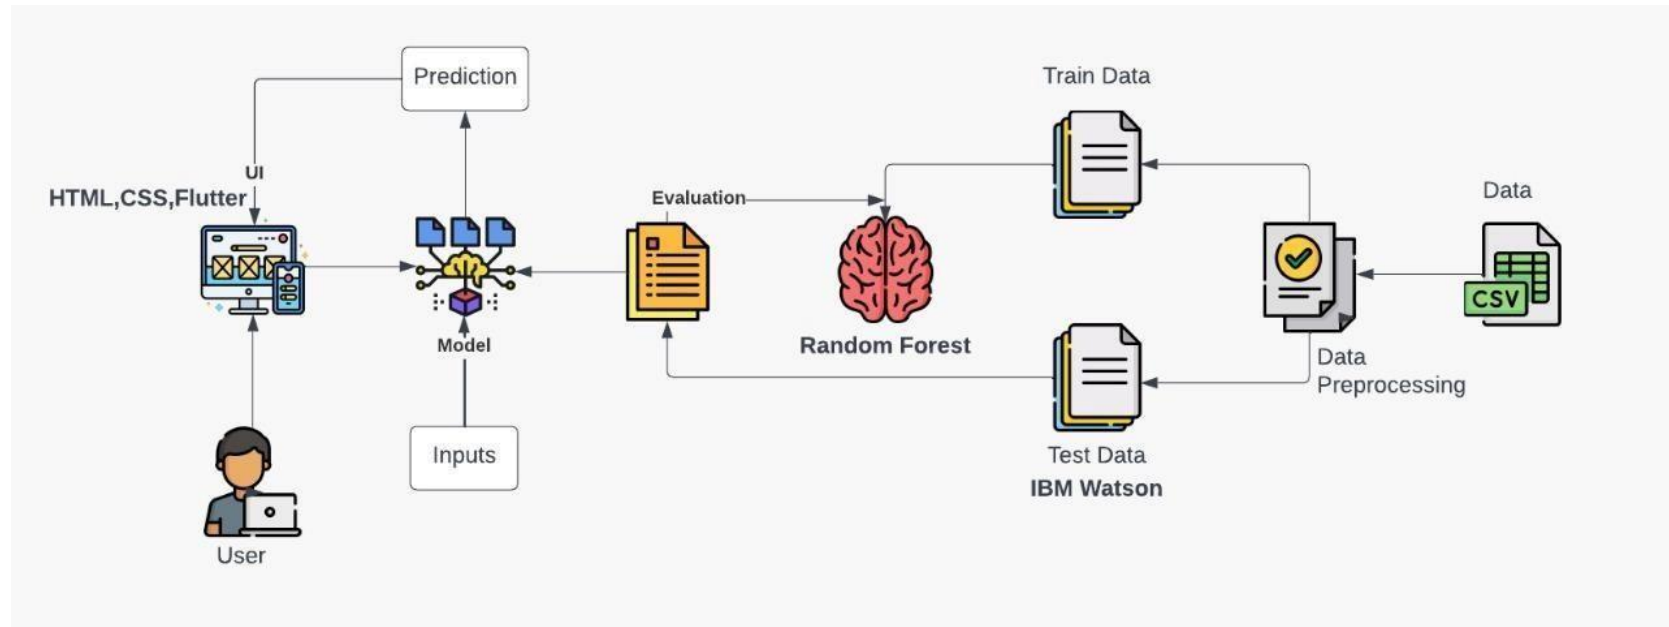 Prediction
Train Data
UI
HTML,CSS,Flutter
Evaluation
Data
CSV
Model
Random Forest
Data
Preprocessing
Inputs
Test Data
IBM Watson
User